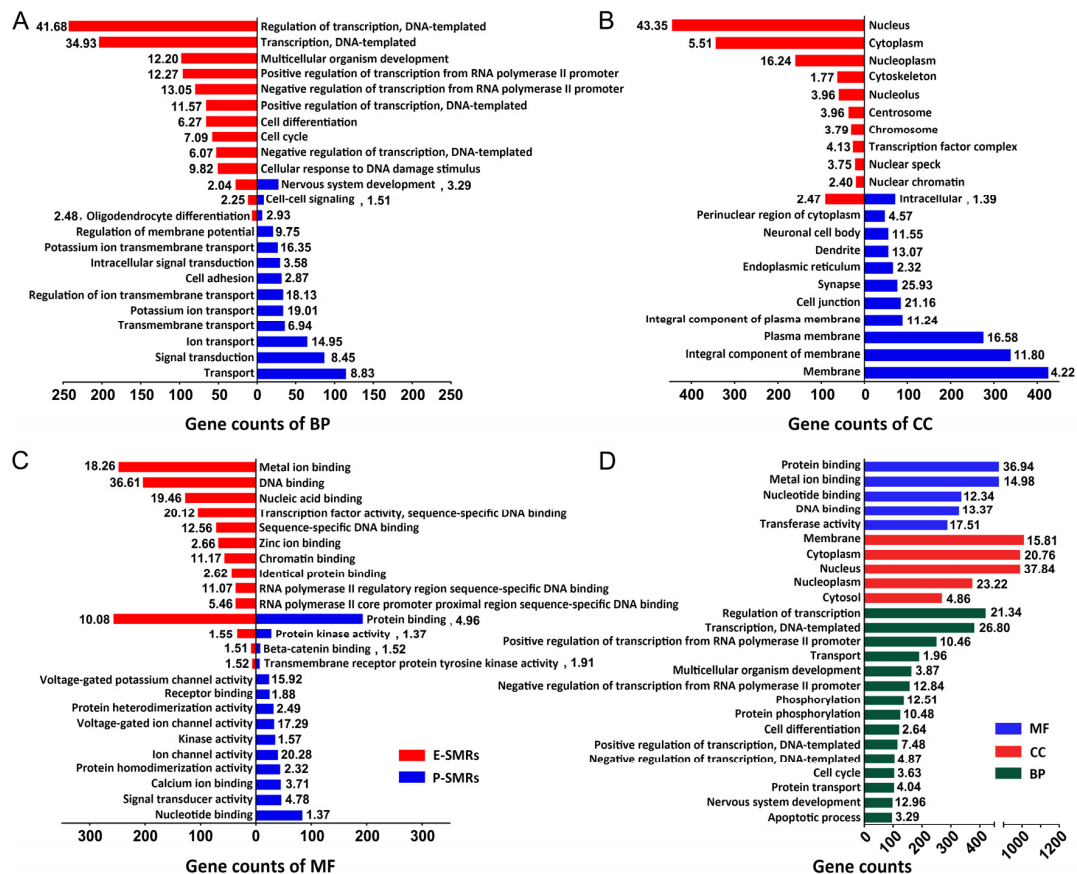 A
41.68 Regulation of transcription, DNA-templated
34.93 Transcription, DNA-templated
12.20 Multicellular organism development
12.27 Positive regulation of transcription from RNA polymerase II promoter
13.05 Negative regulation of transcription from RNA polymerase II promoter
11.57 Positive regulation of transcription, DNA-templated
6.27 Cell differentiation
7.09 Cell cycle
6.07 Negative regulation of transcription, DNA-templated
9.82 Cellular response to DNA damage stimulus
2.04 Nervous system development , 3.29
2.25 Cell-cell signaling , 1.51
2.48, Oligodendrocyte differentiation 2.93
Regulation of membrane potential 9.75
Potassium ion transmembrane transport 16.35
Intracellular signal transduction 3.58
Cell adhesion 2.87
Regulation of ion transmembrane transport 18.13
Potassium ion transport 19.01
Transmembrane transport 6.94
Ion transport 14.95
Signal transduction 8.45
Transport 8.83
250 200 150 100 50 0 50 100 150 200 250
Gene counts of BP
B
43.35 Nucleus
5.51 Cytoplasm
16.24 Nucleoplasm
1.77 Cytoskeleton
3.96 Nucleolus
3.96 Centrosome
3.79 Chromosome
4.13 Transcription factor complex
3.75 Nuclear speck
2.40 Nuclear chromatin
2.47 Intracellular , 1.39
Perinuclear region of cytoplasm 4.57
Neuronal cell body 11.55
Dendrite 13.07
Endoplasmic reticulum 2.32
Synapse 25.93
Cell junction 21.16
Integral component of plasma membrane 11.24
Plasma membrane 16.58
Integral component of membrane 11.80
Membrane 4.22
400 300 200 100 0 100 200 300 400
Gene counts of CC
C
18.26 Metal ion binding
36.61 DNA binding
19.46 Nucleic acid binding
20.12 Transcription factor activity, sequence-specific DNA binding
12.56 Sequence-specific DNA binding
2.66 Zinc ion binding
11.17 Chromatin binding
2.62 Identical protein binding
11.07 RNA polymerase II regulatory region sequence-specific DNA binding
5.46 RNA polymerase II core promoter proximal region sequence-specific DNA binding
10.08 Protein binding , 4.96
1.55 Protein kinase activity , 1.37
1.51 Beta-catenin binding , 1.52
1.52 Transmembrane receptor protein tyrosine kinase activity , 1.91
Voltage-gated potassium channel activity 15.92
Receptor binding 1.88
Protein heterodimerization activity 2.49
Voltage-gated ion channel activity 17.29
Kinase activity 1.57
Ion channel activity 20.28
Protein homodimerization activity 2.32
Calcium ion binding 3.71
Signal transducer activity 4.78
Nucleotide binding 1.37
E-SMRs
P-SMRs
300 200 100 0 100 200 300
Gene counts of MF
D
Protein binding 36.94
Metal ion binding 14.98
Nucleotide binding 12.34
DNA binding 13.37
Transferase activity 17.51
Membrane 15.81
Cytoplasm 20.76
Nucleus 37.84
Nucleoplasm 23.22
Cytosol 4.86
Regulation of transcription 21.34
Transcription, DNA-templated 26.80
Positive regulation of transcription from RNA polymerase II promoter 10.46
Transport 1.96
Multicellular organism development 3.87
Negative regulation of transcription from RNA polymerase II promoter 12.84
Phosphorylation 12.51
Protein phosphorylation 10.48
Cell differentiation 2.64
Positive regulation of transcription, DNA-templated 7.48
Negative regulation of transcription, DNA-templated 4.87
Cell cycle 3.63
Protein transport 4.04
Nervous system development 12.96
Apoptotic process 3.29
MF
CC
BP
0 100 200 300 400 1000 1200
Gene counts